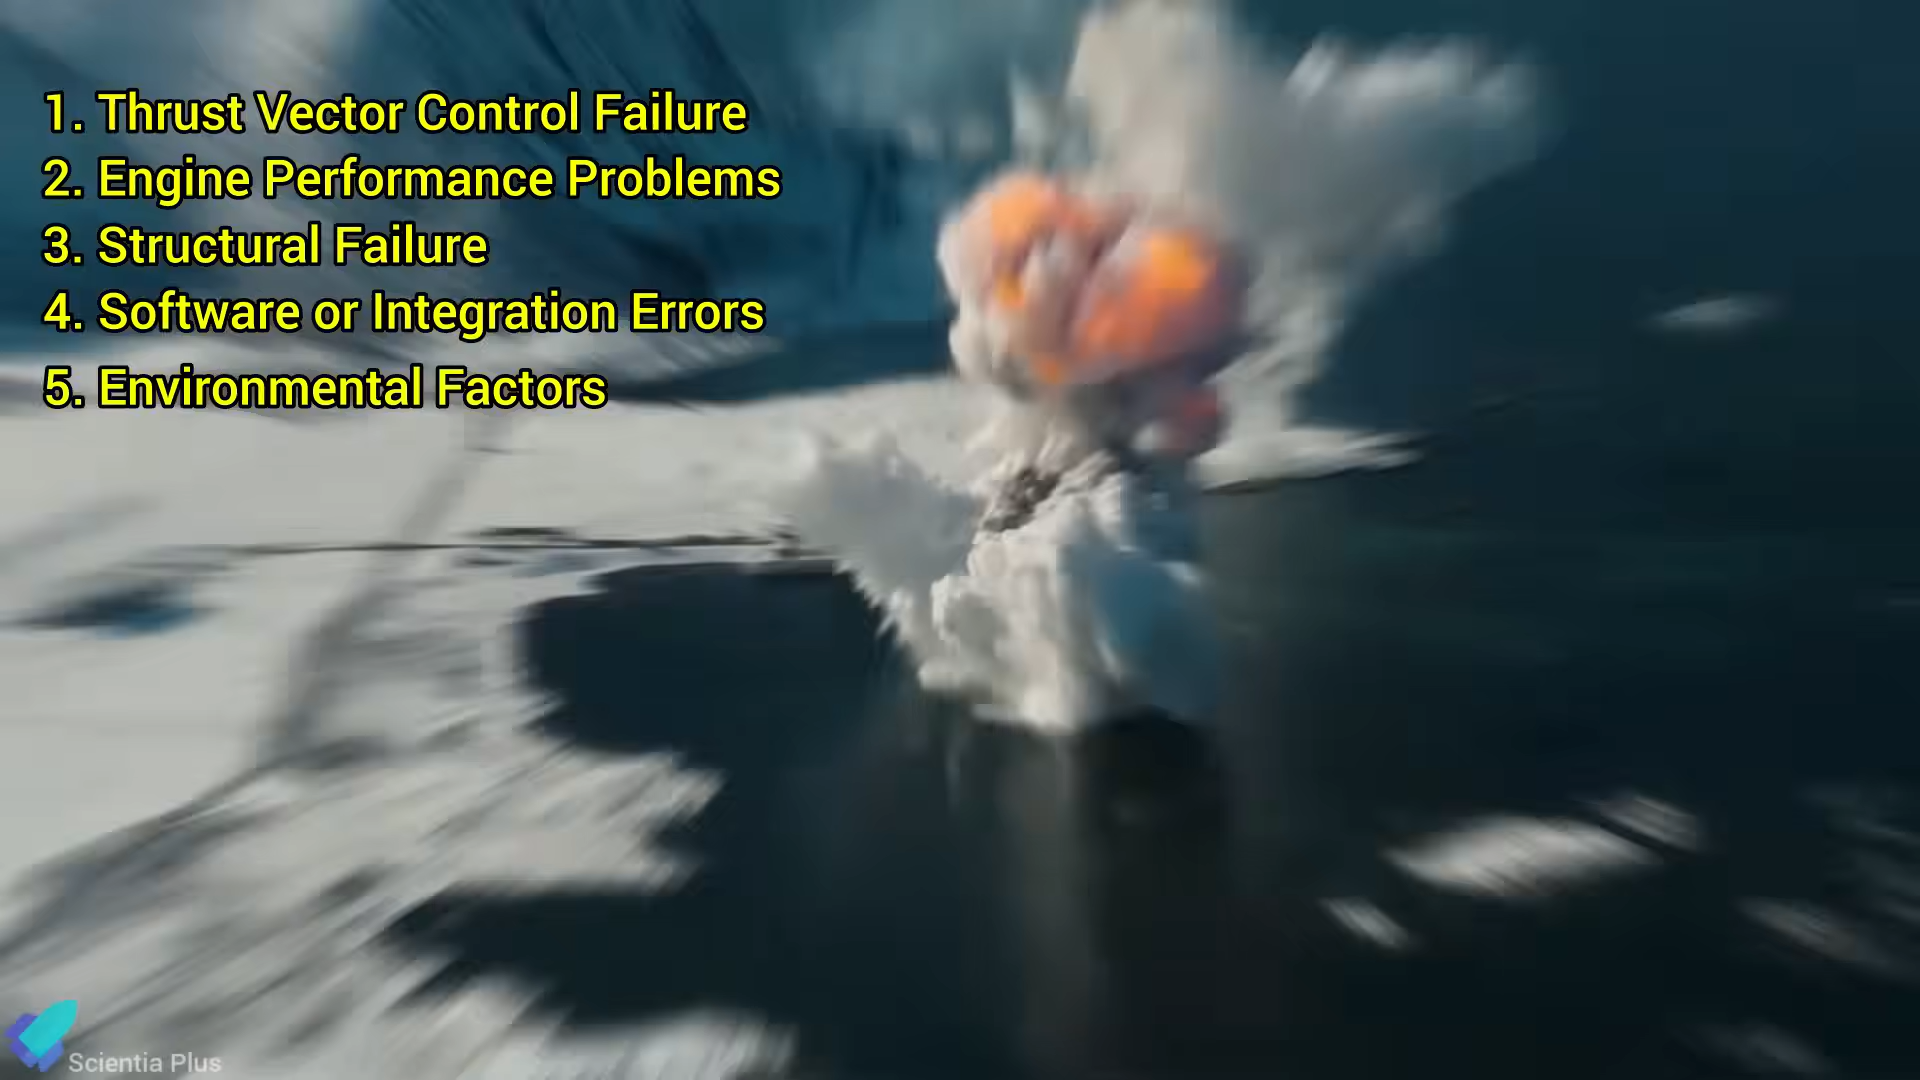 1. Thrust Vector Control Failure
2. Engine Performance Problems
3. Structural Failure
4. Software or Integration Errors
5. Environmental Factors
Scientia Plus